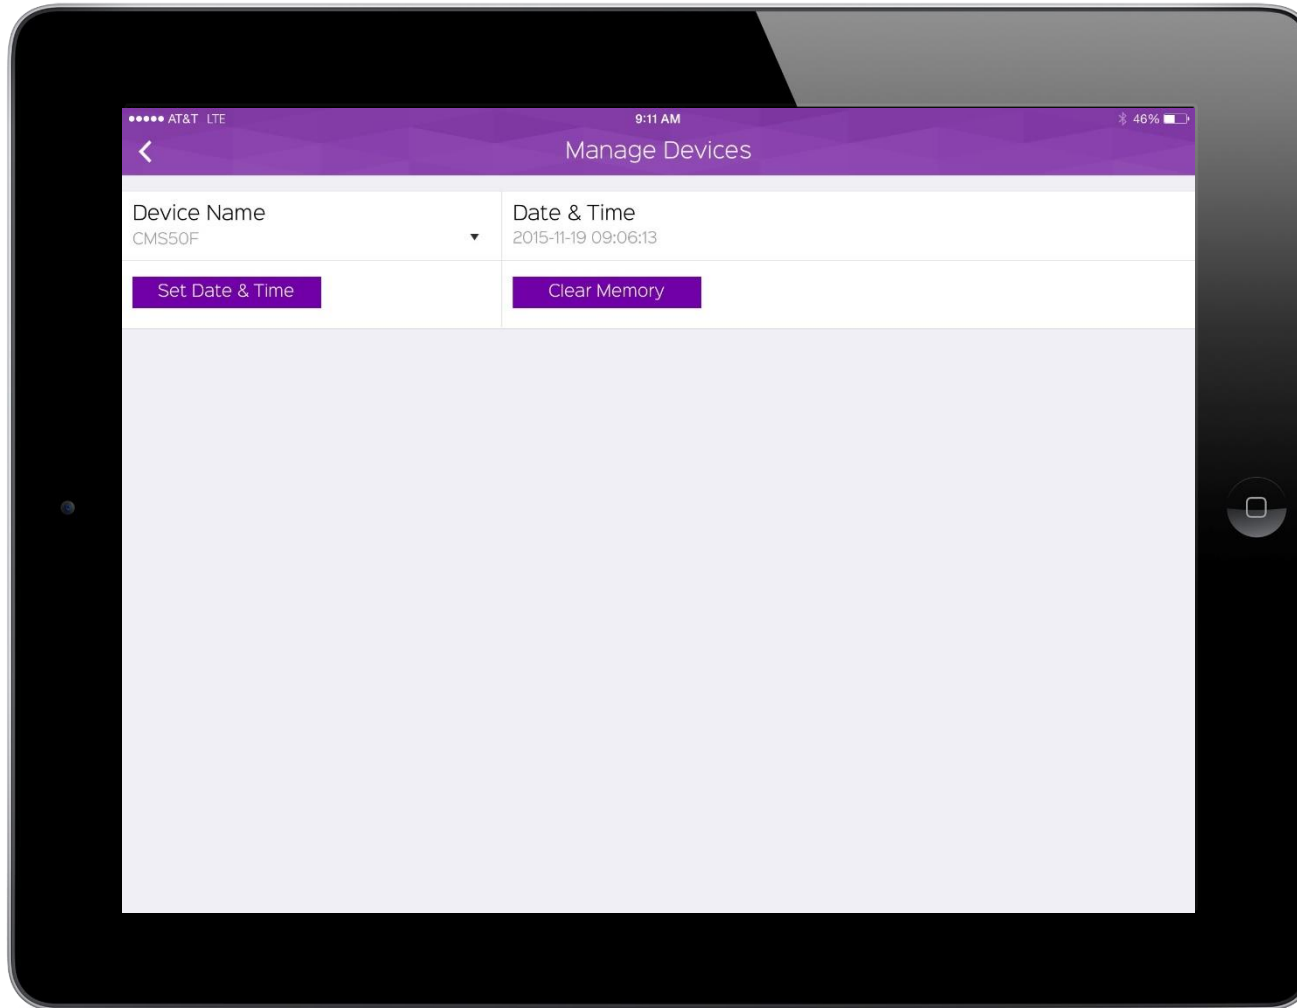 AT&T LTE
9:11 AM
46%
Manage Devices
Device Name
CMS50F
Date & Time
2015-11-19 09:06:13
Set Date & Time
Clear Memory